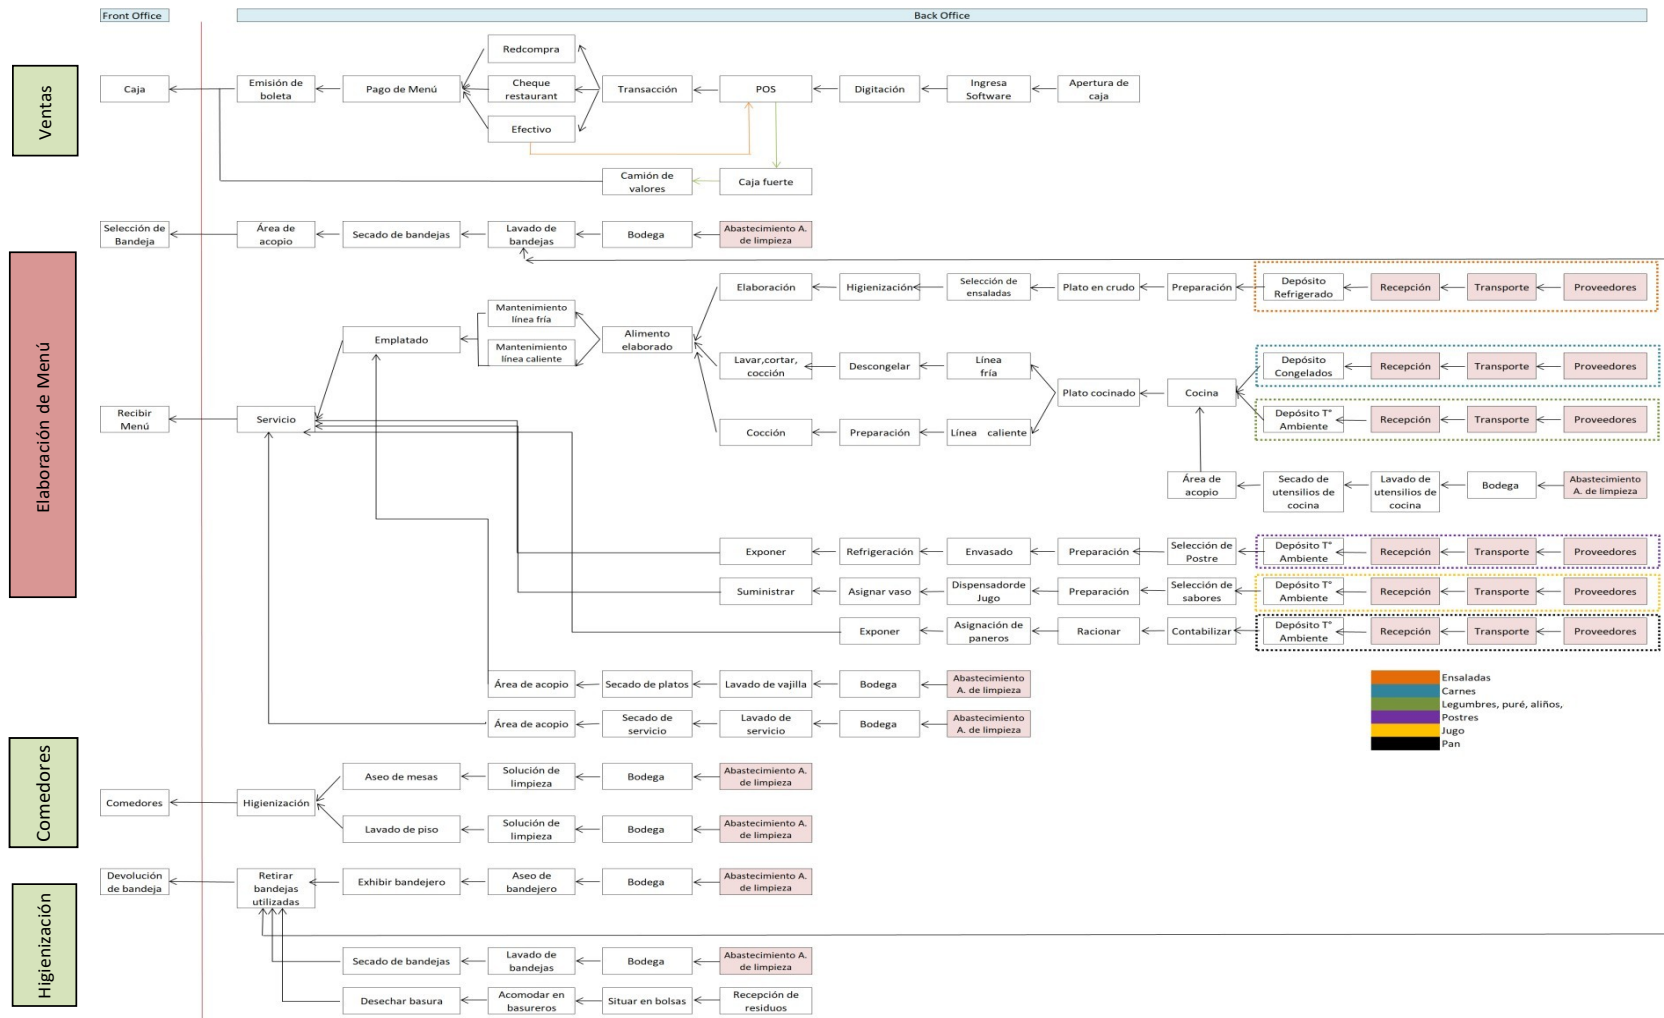 Front Office
Back Office
Ventas
Redcompra
Caja
Emisión de
boleta
Pago de Menú
Cheque
restaurant
Transacción
POS
Digitación
Ingresa
Software
Apertura de
caja
Efectivo
Camión de
valores
Caja fuerte
Selección de
Bandeja
Área de
acopio
Secado de bandejas
Lavado de
bandejas
Bodega
Abastecimiento A.
de limpieza
Elaboración de Menú
Elaboración
Higienización
Selección de
ensaladas
Plato en crudo
Preparación
Depósito
Refrigerado
Recepción
Transporte
Proveedores
Mantenimiento
línea fría
Emplatado
Mantenimiento
línea caliente
Alimento
elaborado
Lavar,cortar,
cocción
Descongelar
Línea
fría
Depósito
Congelados
Recepción
Transporte
Proveedores
Plato cocinado
Cocina
Recibir
Menú
Servicio
Cocción
Preparación
Línea caliente
Depósito T°
Ambiente
Recepción
Transporte
Proveedores
Área de
acopio
Secado de
utensilios de
cocina
Lavado de
utensilios de
cocina
Bodega
Abastecimiento
A. de limpieza
Exponer
Refrigeración
Envasado
Preparación
Selección de
Postre
Depósito T°
Ambiente
Recepción
Transporte
Proveedores
Suministrar
Asignar vaso
Dispensadorde
Jugo
Preparación
Selección de
sabores
Depósito T°
Ambiente
Recepción
Transporte
Proveedores
Exponer
Asignación de
paneros
Racionar
Contabilizar
Depósito T°
Ambiente
Recepción
Transporte
Proveedores
Área de acopio
Secado de platos
Lavado de vajilla
Bodega
Abastecimiento
A. de limpieza
Ensaladas
Carnes
Legumbres, puré, aliños,
Postres
Jugo
Pan
Área de acopio
Secado de
servicio
Lavado de
servicio
Bodega
Abastecimiento
A. de limpieza
Comedores
Aseo de mesas
Solución de
limpieza
Bodega
Abastecimiento A.
de limpieza
Comedores
Higienización
Lavado de piso
Solución de
limpieza
Bodega
Abastecimiento A.
de limpieza
Higienización
Devolución
de bandeja
Retirar
bandejas
utilizadas
Exhibir bandejero
Aseo de
bandejero
Bodega
Abastecimiento A.
de limpieza
Secado de bandejas
Lavado de
bandejas
Bodega
Abastecimiento A.
de limpieza
Desechar basura
Acomodar en
basureros
Situar en bolsas
Recepción de
residuos